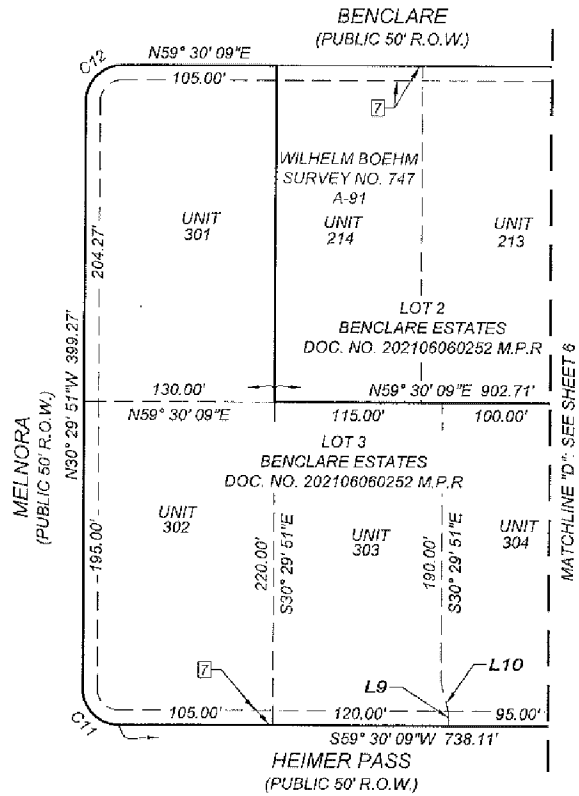 BENCLARE
(PUBLIC 50' R.O.W.)
C12
N59° 30' 09"E
105.00'
7
WILHELM BOEHM
SURVEY NO. 747
A-91
UNIT
301
UNIT
214
UNIT
213
204.27'
LOT 2
BENCLARE ESTATES
DOC. NO. 202106060252 M.P.R
130.00'
N59° 30' 09"E 902.71'
N59° 30' 09"E
115.00'
100.00'
MELNORA
(PUBLIC 50' R.O.W.)
N30° 29' 51"W 399.27'
MATCHLINE "D": SEE SHEET 6
LOT 3
BENCLARE ESTATES
DOC. NO. 202106060252 M.P.R
UNIT
302
195.00'
220.00'
S30° 29' 51"E
UNIT
303
190.00'
S30° 29' 51"E
UNIT
304
7
L9
L10
C11
105.00'
120.00'
95.00'
S59° 30' 09"W 738.11'
HEIMER PASS
(PUBLIC 50' R.O.W.)